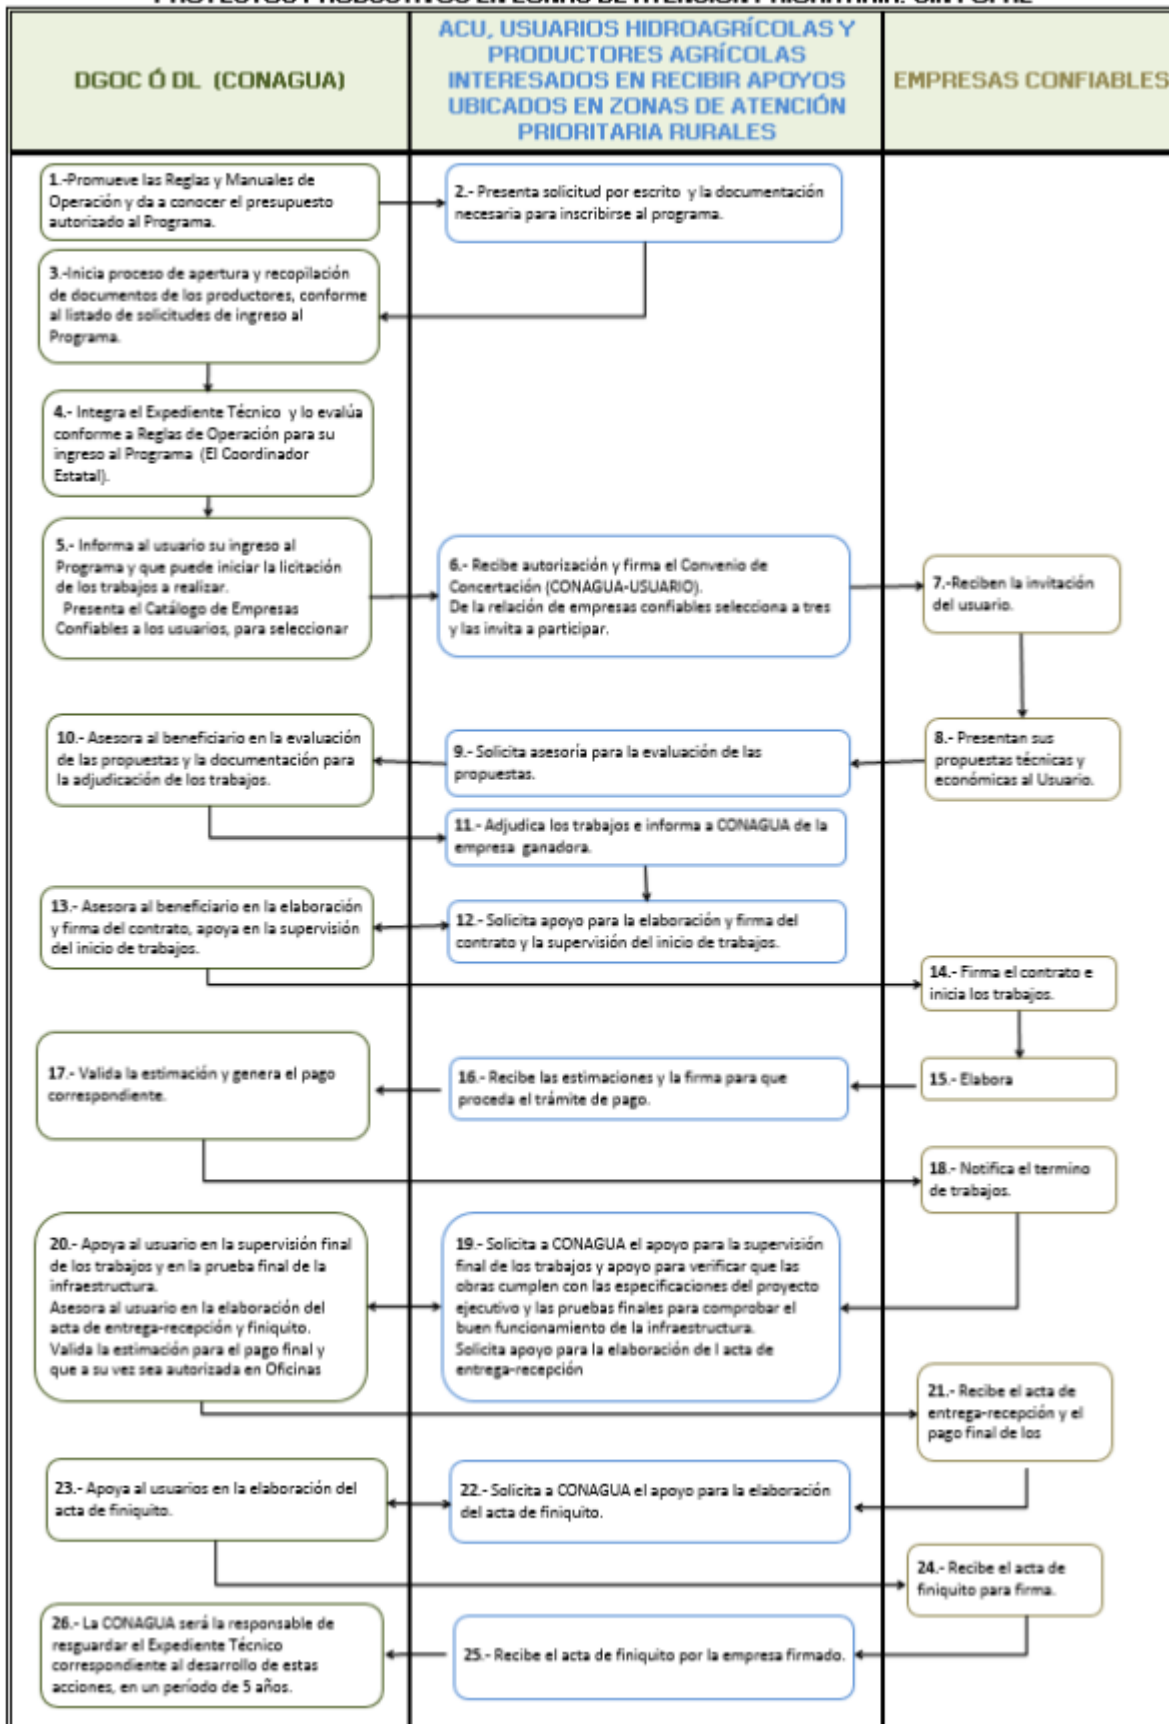 PROYECTOS PRODUCTIVOS EN ZONAS DE ATENCIÓN PRIORITARIA.
DGOC Ó DL (CONAGUA)
ACU, USUARIOS HIDROAGRÍCOLAS Y
PRODUCTORES AGRÍCOLAS
INTERESADOS EN RECIBIR APOYOS
UBICADOS EN ZONAS DE ATENCIÓN
PRIORITARIA RURALES
EMPRESAS CONFIABLES
1.-Promueve las Reglas y Manuales de
Operación y da a conocer el presupuesto
autorizado al Programa.
2.- Presenta solicitud por escrito y la documentación
necesaria para inscribirse al programa.
3.-Inicia proceso de apertura y recopilación
de documentos de los productores, conforme
al listado de solicitudes de ingreso al
Programa.
4.- Integra el Expediente Técnico y lo evalúa
conforme a Reglas de Operación para su
ingreso al Programa (El Coordinador
Estatal).
5.- Informa al usuario su ingreso al
Programa y que puede iniciar la licitación
de los trabajos a realizar.
Presenta el Catálogo de Empresas
Confiables a los usuarios, para seleccionar
6.- Recibe autorización y firma el Convenio de
Concertación (CONAGUA-USUARIO).
De la relación de empresas confiables selecciona a tres
y las invita a participar.
7.-Reciben la invitación
del usuario.
8.- Presentan sus
propuestas técnicas y
económicas al Usuario.
9.- Solicita asesoría para la evaluación de las
propuestas.
10.- Asesora al beneficiario en la evaluación
de las propuestas y la documentación para
la adjudicación de los trabajos.
11.- Adjudica los trabajos e informa a CONAGUA de la
empresa ganadora.
12.- Solicita apoyo para la elaboración y firma del
contrato y la supervisión del inicio de trabajos.
13.- Asesora al beneficiario en la elaboración
y firma del contrato, apoya en la supervisión
del inicio de trabajos.
14.- Firma el contrato e
inicia los trabajos.
15.- Elabora
16.- Recibe las estimaciones y la firma para que
proceda el trámite de pago.
17.- Valida la estimación y genera el pago
correspondiente.
18.- Notifica el termino
de trabajos.
19.- Solicita a CONAGUA el apoyo para la supervisión
final de los trabajos y apoyo para verificar que las
obras cumplen con las especificaciones del proyecto
ejecutivo y las pruebas finales para comprobar el
buen funcionamiento de la infraestructura.
Solicita apoyo para la elaboración de l acta de
entrega-recepción
20.- Apoya al usuario en la supervisión final
de los trabajos y en la prueba final de la
infraestructura.
Asesora al usuario en la elaboración del
acta de entrega-recepción y finiquito.
Valida la estimación para el pago final y
que a su vez sea autorizada en Oficinas
21.- Recibe el acta de
entrega-recepción y el
pago final de los
22.- Solicita a CONAGUA el apoyo para la elaboración
del acta de finiquito.
23.- Apoya al usuarios en la elaboración del
acta de finiquito.
24.- Recibe el acta de
finiquito para firma.
25.- Recibe el acta de finiquito por la empresa firmado.
26.- La CONAGUA será la responsable de
resguardar el Expediente Técnico
correspondiente al desarrollo de estas
acciones, en un período de 5 años.